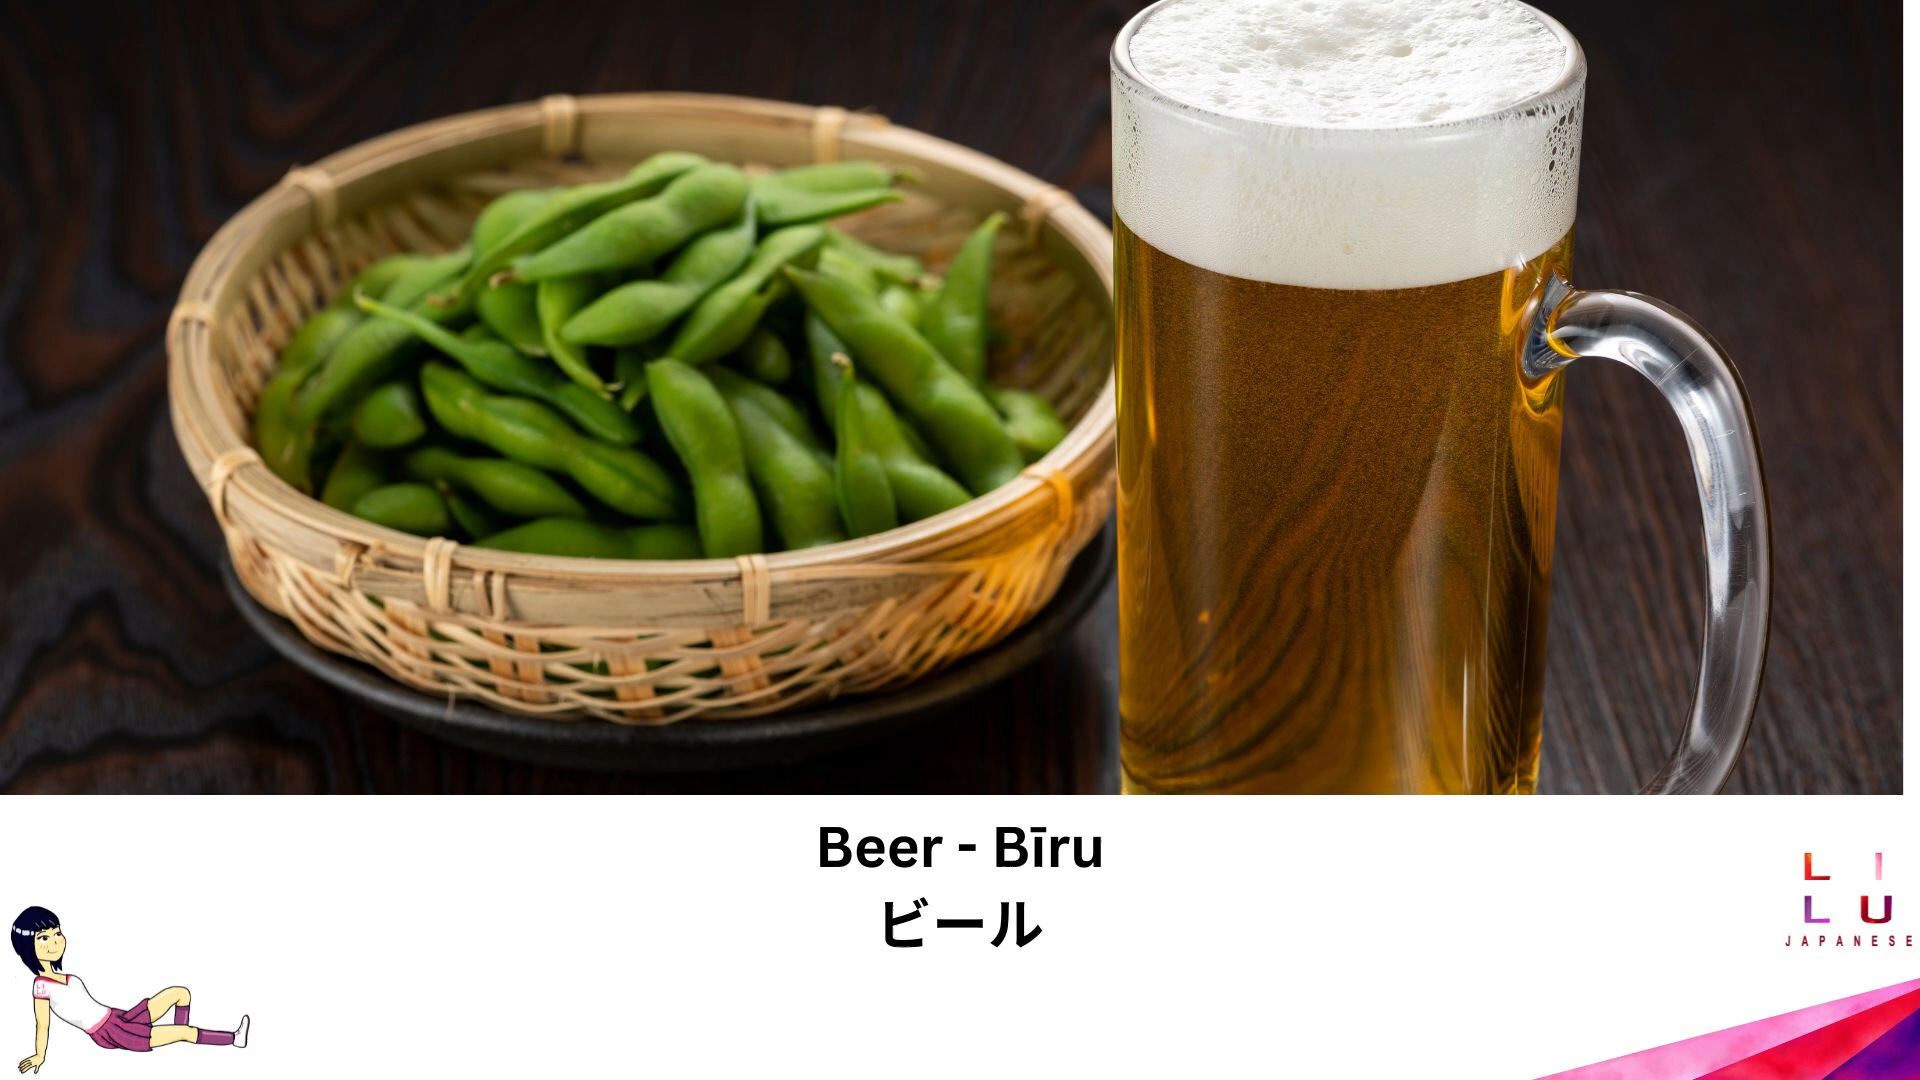 Beer - Bīru
ビール
L I
L U
JAPANESE